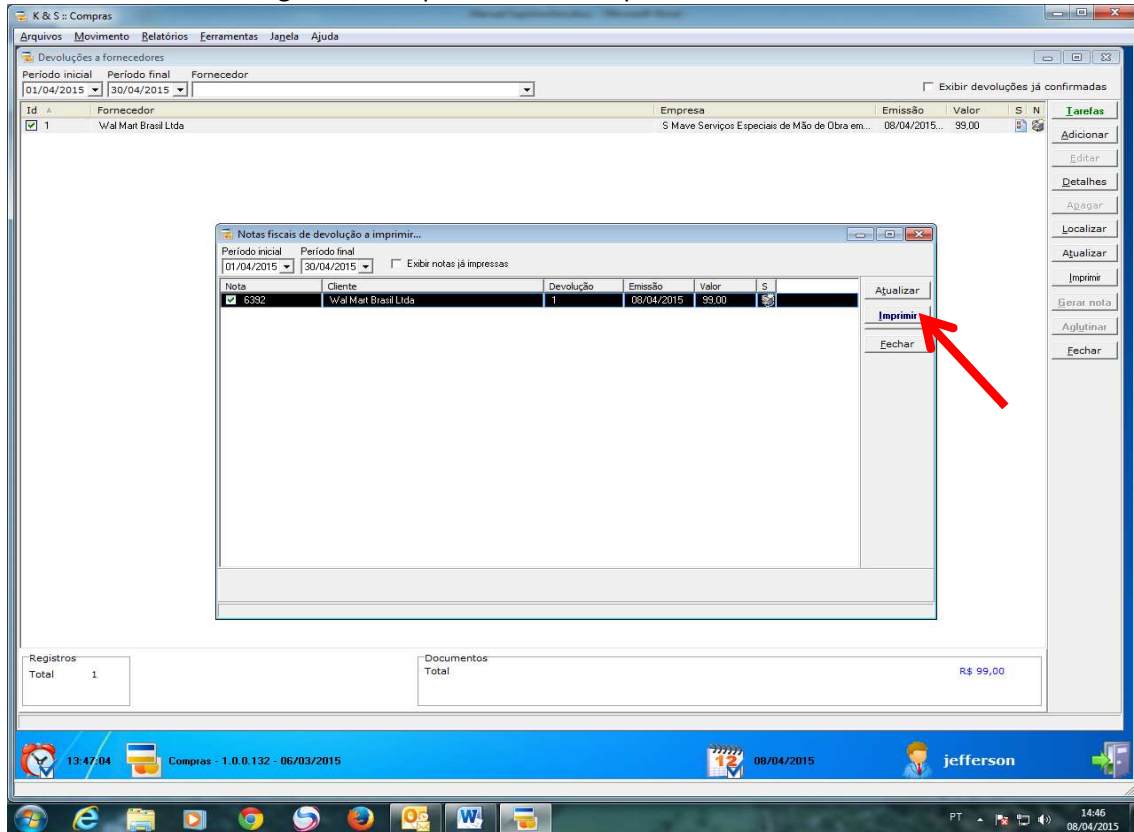 K & S :: Compras
Arquivos Movimento Relatórios Ferramentas Janela Ajuda
Devoluções a fornecedores
Período inicial Período final Fornecedor
01/04/2015 30/04/2015
Exibir devoluções já confirmadas
Id Fornecedor Empresa Emissão Valor S N
1 Wal Mart Brasil Ltda S Mave Serviços Especiais de Mão de Obra em... 08/04/2015... 99,00
Tarefas
Adicionar
Editar
Detalhes
Apagar
Localizar
Atualizar
Imprimir
Gerar nota
Aglutinar
Fechar
Notas fiscais de devolução a imprimir...
Período inicial Período final
01/04/2015 30/04/2015 Exibir notas já impressas
Nota Cliente Devolução Emissão Valor S
6392 Wal Mart Brasil Ltda 1 08/04/2015 99,00
Atualizar
Imprimir
Fechar
Registros
Total 1
Documentos
Total R$ 99,00
13:47:04 Compras - 1.0.0.132 - 06/03/2015 12 08/04/2015 jefferson
PT 14:46
08/04/2015